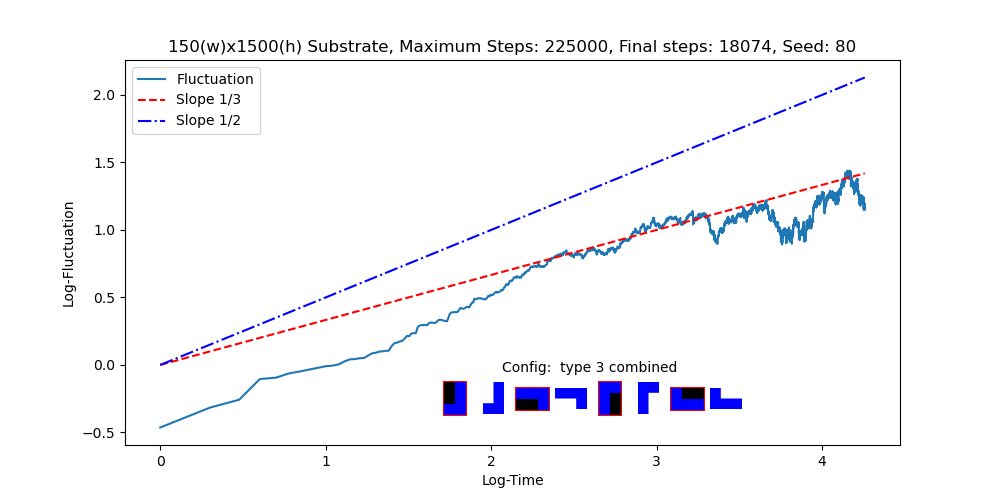 150(w)x1500(h) Substrate, Maximum Steps: 225000, Final steps: 18074, Seed: 80
Fluctuation
Slope 1/3
Slope 1/2
2.0
1.5
1.0
0.5
0.0
−0.5
Log-Fluctuation
Config:  type 3 combined
0 1 2 3 4
Log-Time